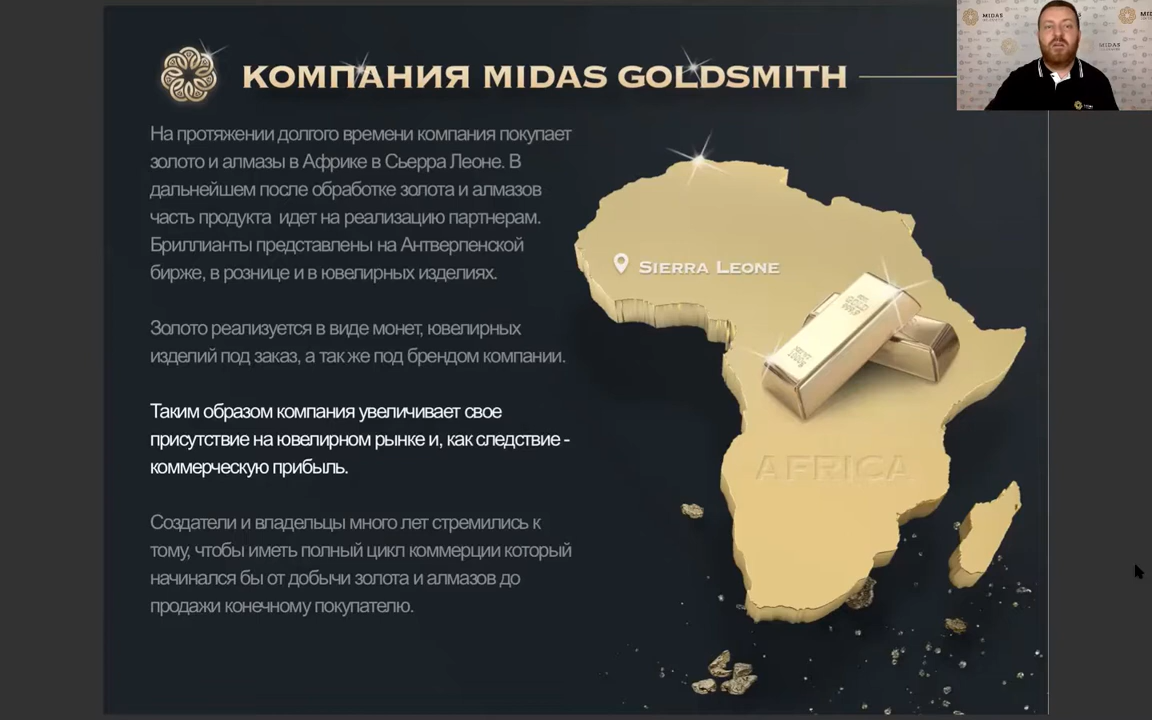 КОМПАНИЯ MIDAS GOLDSMITH
На протяжении долгого времени компания покупает
золото и алмазы в Африке в Сьерра Леоне. В
дальнейшем после обработке золота и алмазов
часть продукта идет на реализацию партнерам.
Бриллианты представлены на Антверпенской
бирже, в рознице и в ювелирных изделиях.
Золото реализуется в виде монет, ювелирных
изделий под заказ, а так же под брендом компании.
Таким образом компания увеличивает свое
присутствие на ювелирном рынке и, как следствие -
коммерческую прибыль.
Создатели и владельцы много лет стремились к
тому, чтобы иметь полный цикл коммерции который
начинался бы от добычи золота и алмазов до
продажи конечному покупателю.
SIERRA LEONE
AFRICA
MIDAS
MIDAS